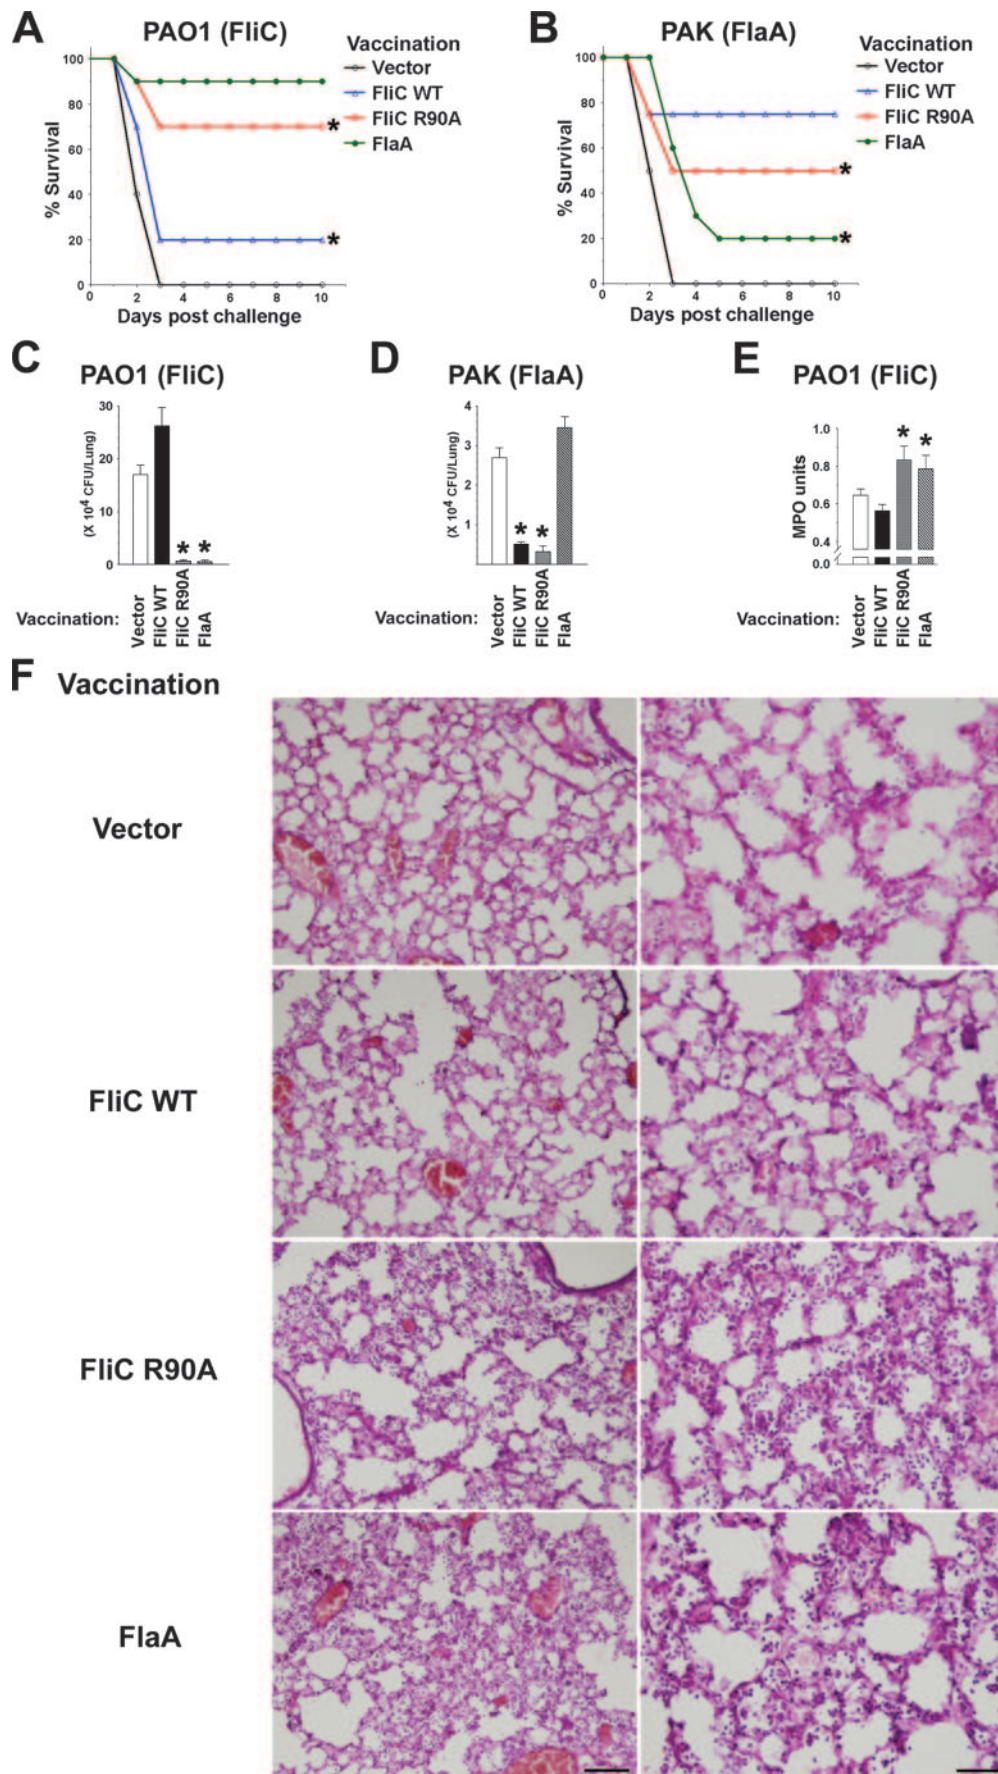 A PAO1 (FliC)
Vaccination
Vector
FliC WT
FliC R90A
FlaA
% Survival
100
80
60
40
20
0
0 2 4 6 8 10
Days post challenge
*
*
B PAK (FlaA)
Vaccination
Vector
FliC WT
FliC R90A
FlaA
% Survival
100
80
60
40
20
0
0 2 4 6 8 10
Days post challenge
*
*
C PAO1 (FliC)
(X 10⁴ CFU/Lung)
30
20
10
0
* *
Vaccination: Vector FliC WT FliC R90A FlaA
D PAK (FlaA)
(X 10⁴ CFU/Lung)
4
3
2
1
* *
Vaccination: Vector FliC WT FliC R90A FlaA
E PAO1 (FliC)
MPO units
1.0
0.8
0.6
0.4
0.0
* *
Vaccination: Vector FliC WT FliC R90A FlaA
F Vaccination
Vector
FliC WT
FliC R90A
FlaA